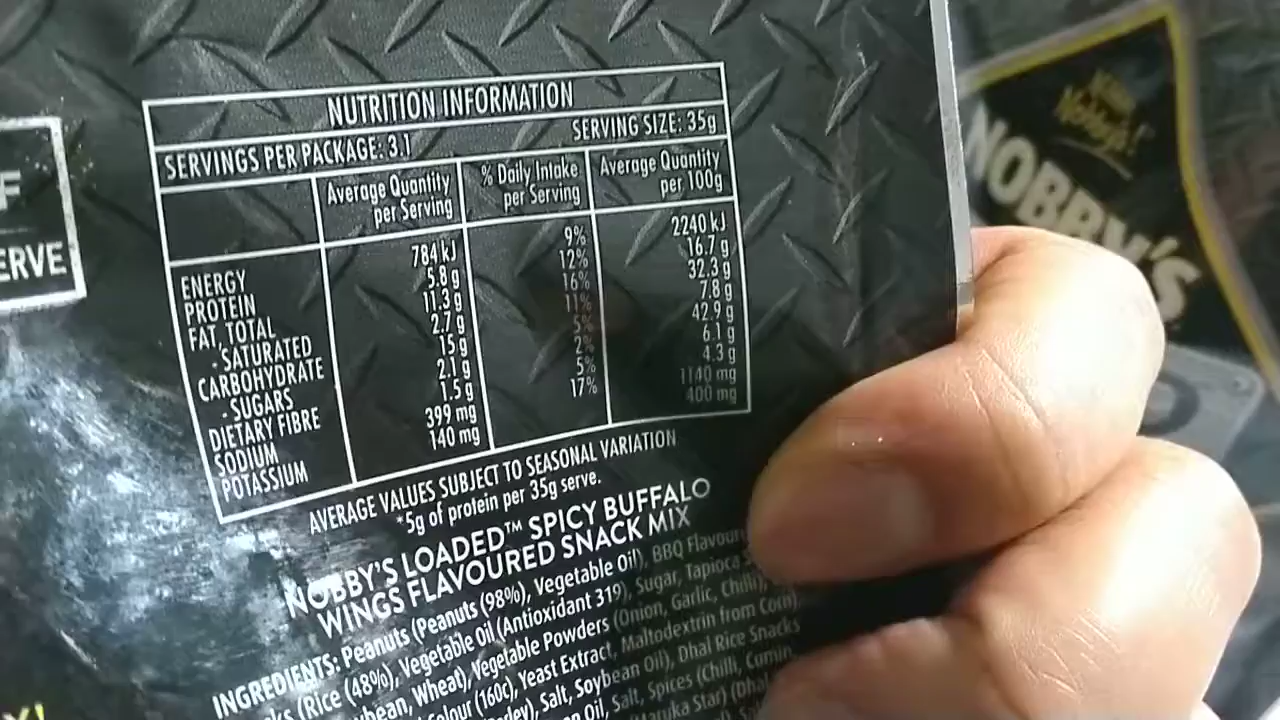 NUTRITION INFORMATION
SERVINGS PER PACKAGE: 3.1 SERVING SIZE: 35g
Average Quantity per Serving % Daily Intake per Serving Average Quantity per 100g
ENERGY 784 kJ 9% 2240 kJ
PROTEIN 5.8 g 12% 16.7 g
FAT, TOTAL 11.3 g 16% 32.3 g
- SATURATED 2.7 g 11% 7.8 g
CARBOHYDRATE 15 g 5% 42.9 g
- SUGARS 2.1 g 2% 6.1 g
DIETARY FIBRE 1.5 g 5% 4.3 g
SODIUM 399 mg 17% 1140 mg
POTASSIUM 140 mg 400 mg
AVERAGE VALUES SUBJECT TO SEASONAL VARIATION
*5g of protein per 35g serve.
NOBBY'S LOADED™ SPICY BUFFALO
WINGS FLAVOURED SNACK MIX
INGREDIENTS: Peanuts (Peanuts (98%), Vegetable Oil), BBQ
(Rice (48%), Vegetable Oil (Antioxidant 319), Sugar, Tapioca
Wheat), Vegetable Powders (Onion, Garlic, Chilli),
(160c), Yeast Extract, Maltodextrin from Corn),
Salt, Soybean Oil), Dhal Rice Snacks
Oil, Salt, Spices (Chilli, Cumin,
ERVE
Nobby's!
NOBBY'S